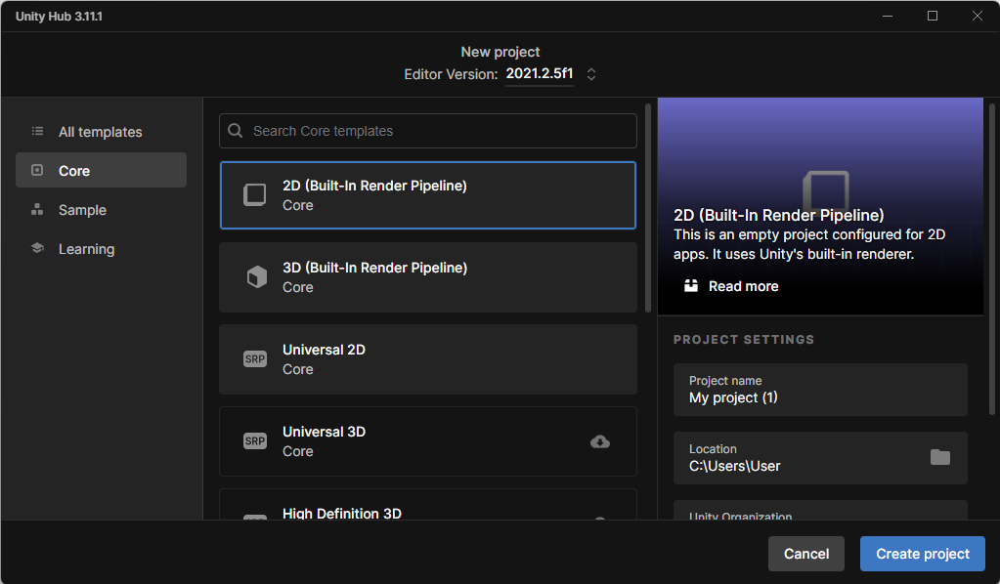 Unity Hub 3.11.1
New project
Editor Version: 2021.2.5f1
All templates
Core
Sample
Learning
Search Core templates
2D (Built-In Render Pipeline)
Core
3D (Built-In Render Pipeline)
Core
SRP
Universal 2D
Core
SRP
Universal 3D
Core
High Definition 3D
2D (Built-In Render Pipeline)
This is an empty project configured for 2D
apps. It uses Unity's built-in renderer.
Read more
PROJECT SETTINGS
Project name
My project (1)
Location
C:\Users\User
Unity Organization
Cancel
Create project